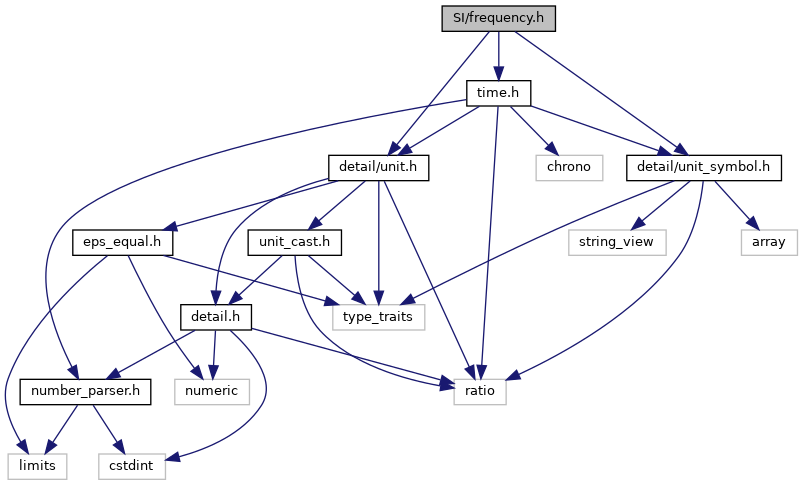 SI/frequency.h
time.h
detail/unit.h
chrono
detail/unit_symbol.h
eps_equal.h
unit_cast.h
string_view
array
detail.h
type_traits
number_parser.h
numeric
ratio
limits
cstdint